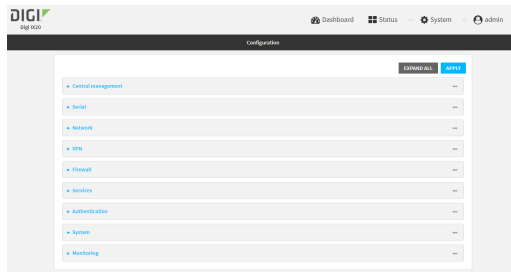 DIGI
Digi IX20
Dashboard Status System admin
Configuration
EXPAND ALL APPLY
Central management
Serial
Network
VPN
Firewall
Services
Authentication
System
Monitoring